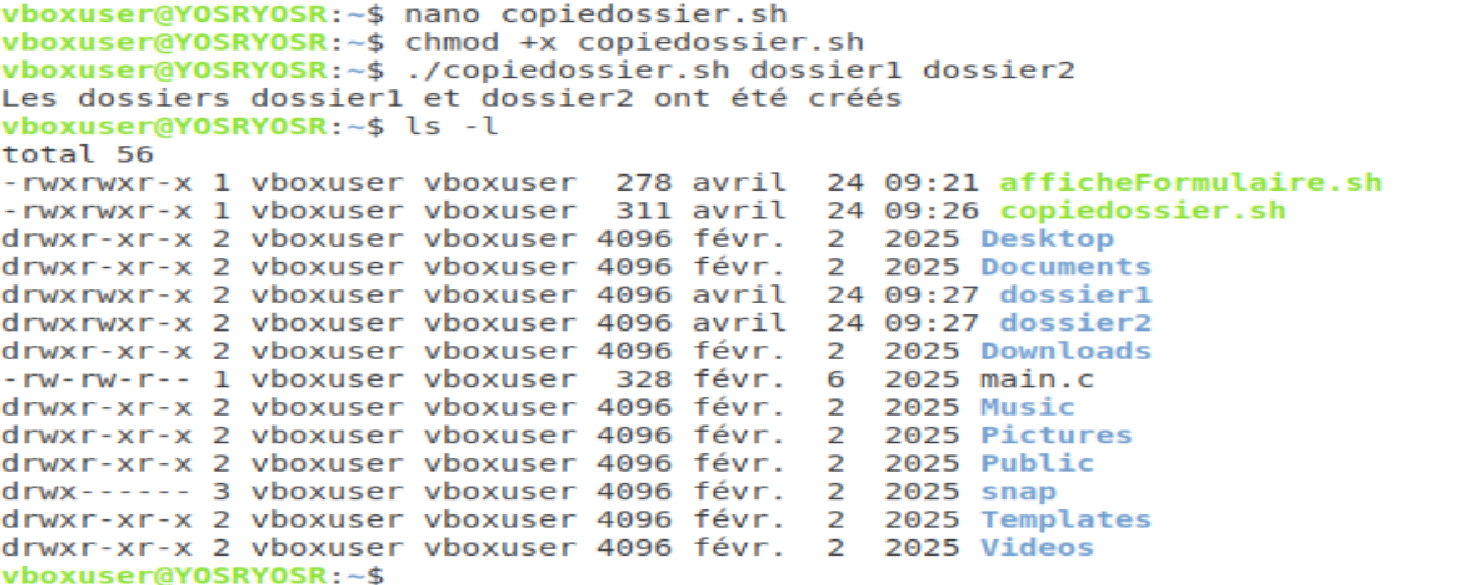 vboxuser@YOSRYOSR:~$ nano copiedossier.sh
vboxuser@YOSRYOSR:~$ chmod +x copiedossier.sh
vboxuser@YOSRYOSR:~$ ./copiedossier.sh dossier1 dossier2
Les dossiers dossier1 et dossier2 ont été créés
vboxuser@YOSRYOSR:~$ ls -l
total 56
-rwxrwxr-x 1 vboxuser vboxuser  278 avril  24 09:21 afficheFormulaire.sh
-rwxrwxr-x 1 vboxuser vboxuser  311 avril  24 09:26 copiedossier.sh
drwxr-xr-x 2 vboxuser vboxuser 4096 févr.  2  2025 Desktop
drwxr-xr-x 2 vboxuser vboxuser 4096 févr.  2  2025 Documents
drwxrwxr-x 2 vboxuser vboxuser 4096 avril  24 09:27 dossier1
drwxrwxr-x 2 vboxuser vboxuser 4096 avril  24 09:27 dossier2
drwxr-xr-x 2 vboxuser vboxuser 4096 févr.  2  2025 Downloads
-rw-rw-r-- 1 vboxuser vboxuser  328 févr.  6  2025 main.c
drwxr-xr-x 2 vboxuser vboxuser 4096 févr.  2  2025 Music
drwxr-xr-x 2 vboxuser vboxuser 4096 févr.  2  2025 Pictures
drwxr-xr-x 2 vboxuser vboxuser 4096 févr.  2  2025 Public
drwx------ 3 vboxuser vboxuser 4096 févr.  2  2025 snap
drwxr-xr-x 2 vboxuser vboxuser 4096 févr.  2  2025 Templates
drwxr-xr-x 2 vboxuser vboxuser 4096 févr.  2  2025 Videos
vboxuser@YOSRYOSR:~$